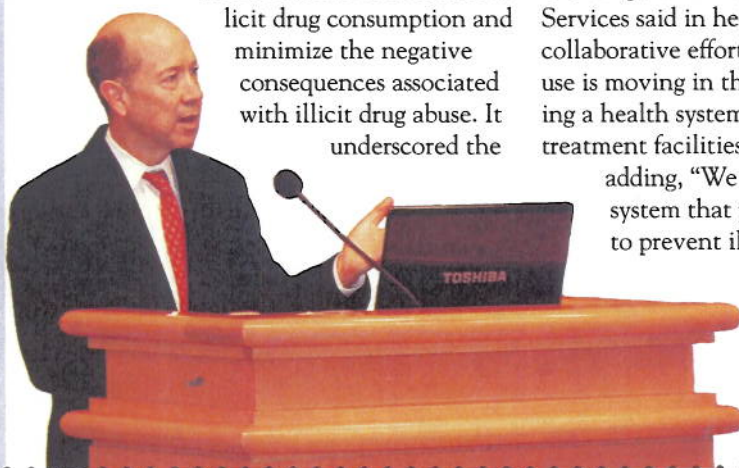 licit drug consumption and
minimize the negative
consequences associated
with illicit drug abuse. It
underscored the
Services said in he
collaborative effort
use is moving in th
ing a health system
treatment facilities
adding, “We
system that
to prevent il
TOSHIBA